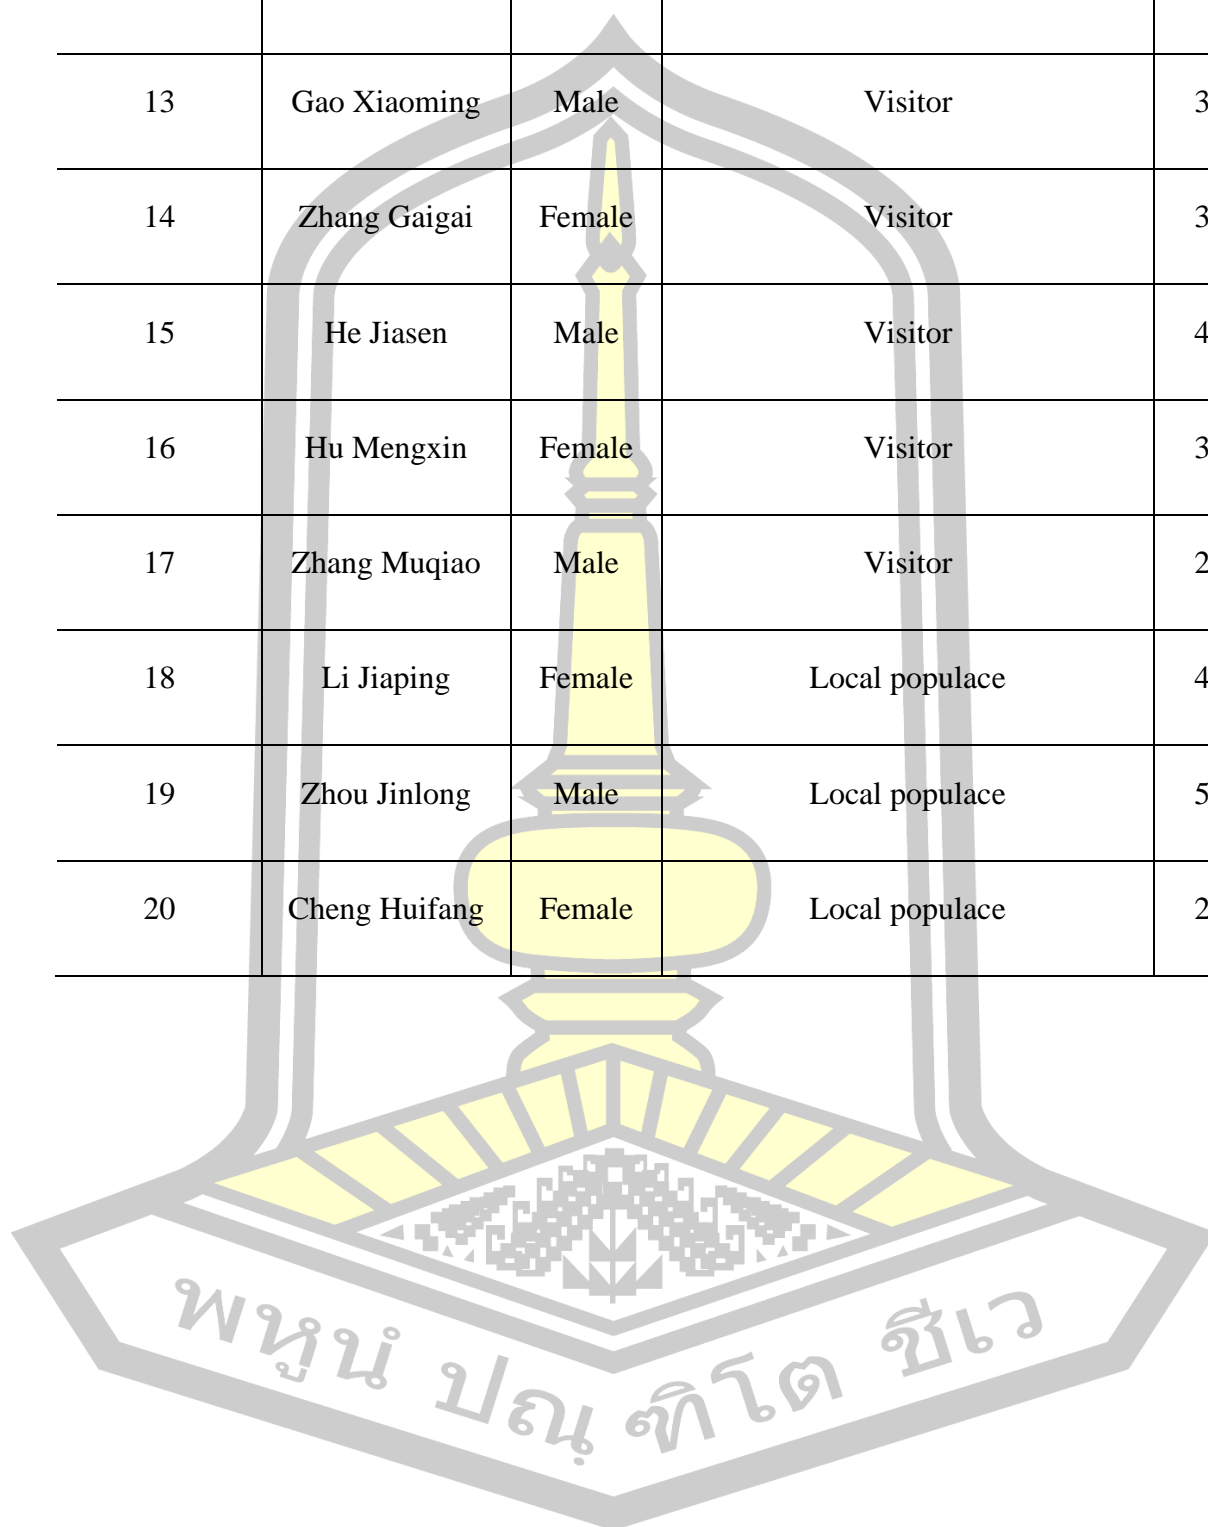 13 Gao Xiaoming Male Visitor 3
14 Zhang Gaigai Female Visitor 3
15 He Jiasen Male Visitor 4
16 Hu Mengxin Female Visitor 3
17 Zhang Muqiao Male Visitor 2
18 Li Jiaping Female Local populace 4
19 Zhou Jinlong Male Local populace 5
20 Cheng Huifang Female Local populace 2
พหูนํ ปณฺฑิโต ชีเว